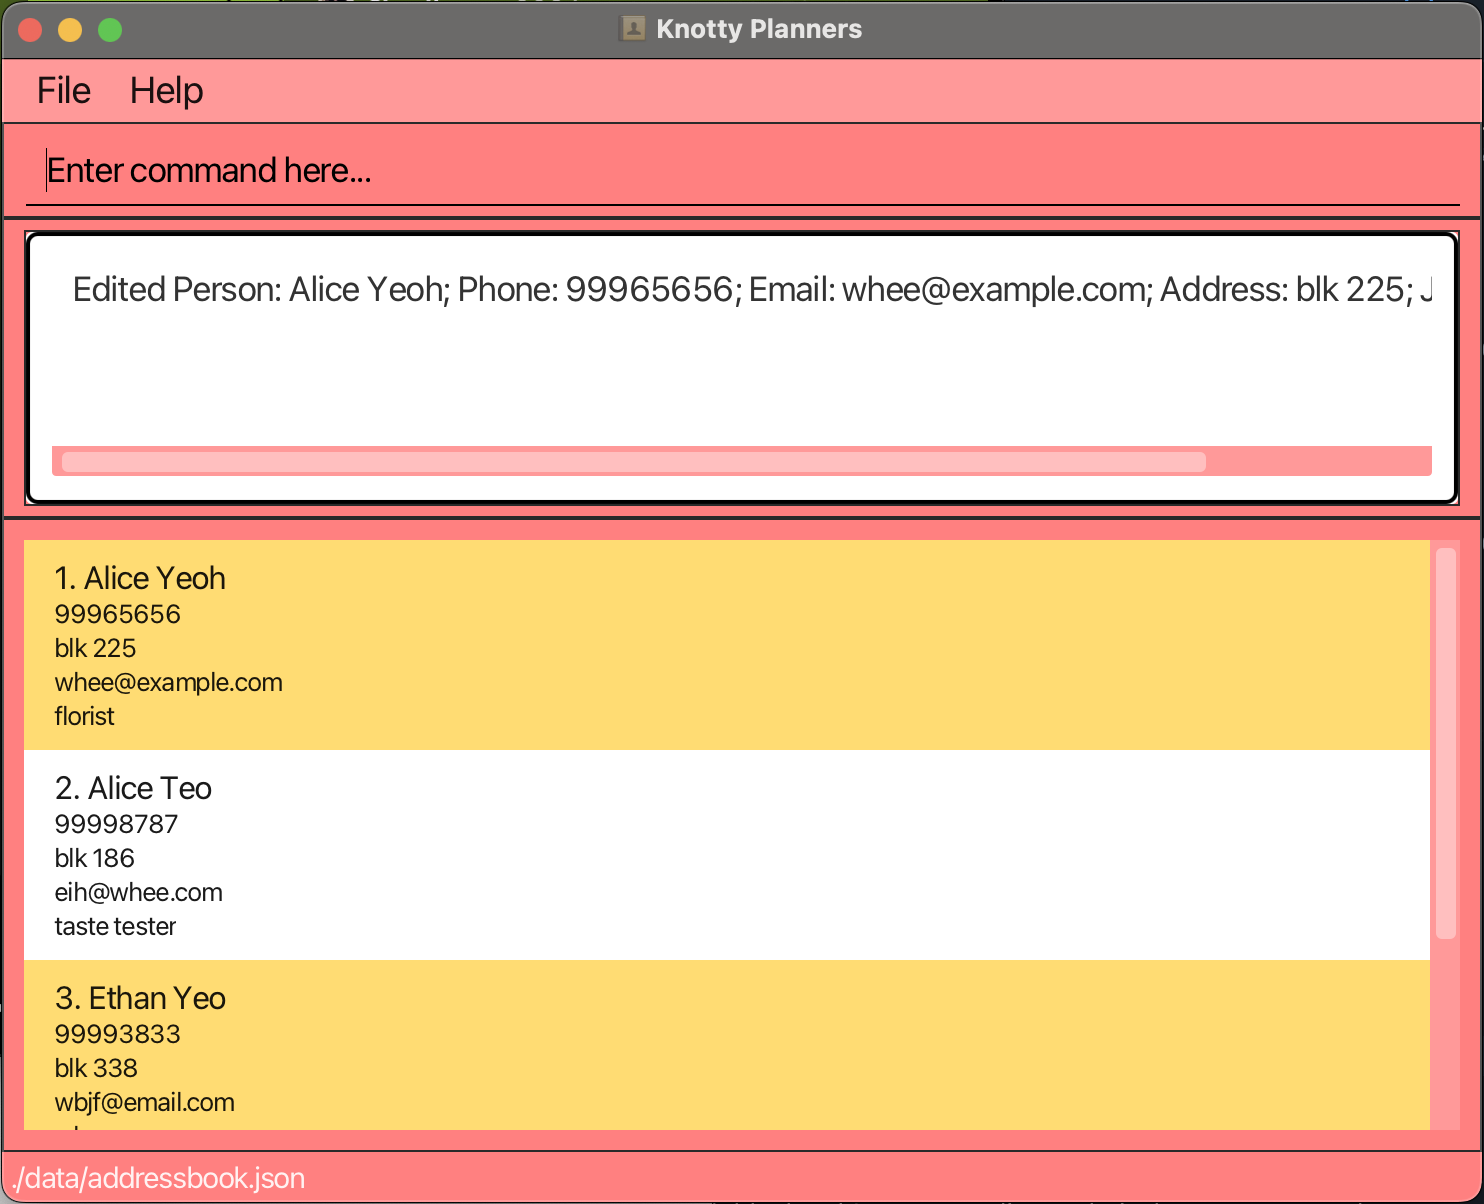 Knotty Planners
File Help
Enter command here...
Edited Person: Alice Yeoh; Phone: 99965656; Email: whee@example.com; Address: blk 225;
1. Alice Yeoh
99965656
blk 225
whee@example.com
florist
2. Alice Teo
99998787
blk 186
eih@whee.com
taste tester
3. Ethan Yeo
99993833
blk 338
wbjf@email.com
./data/addressbook.json